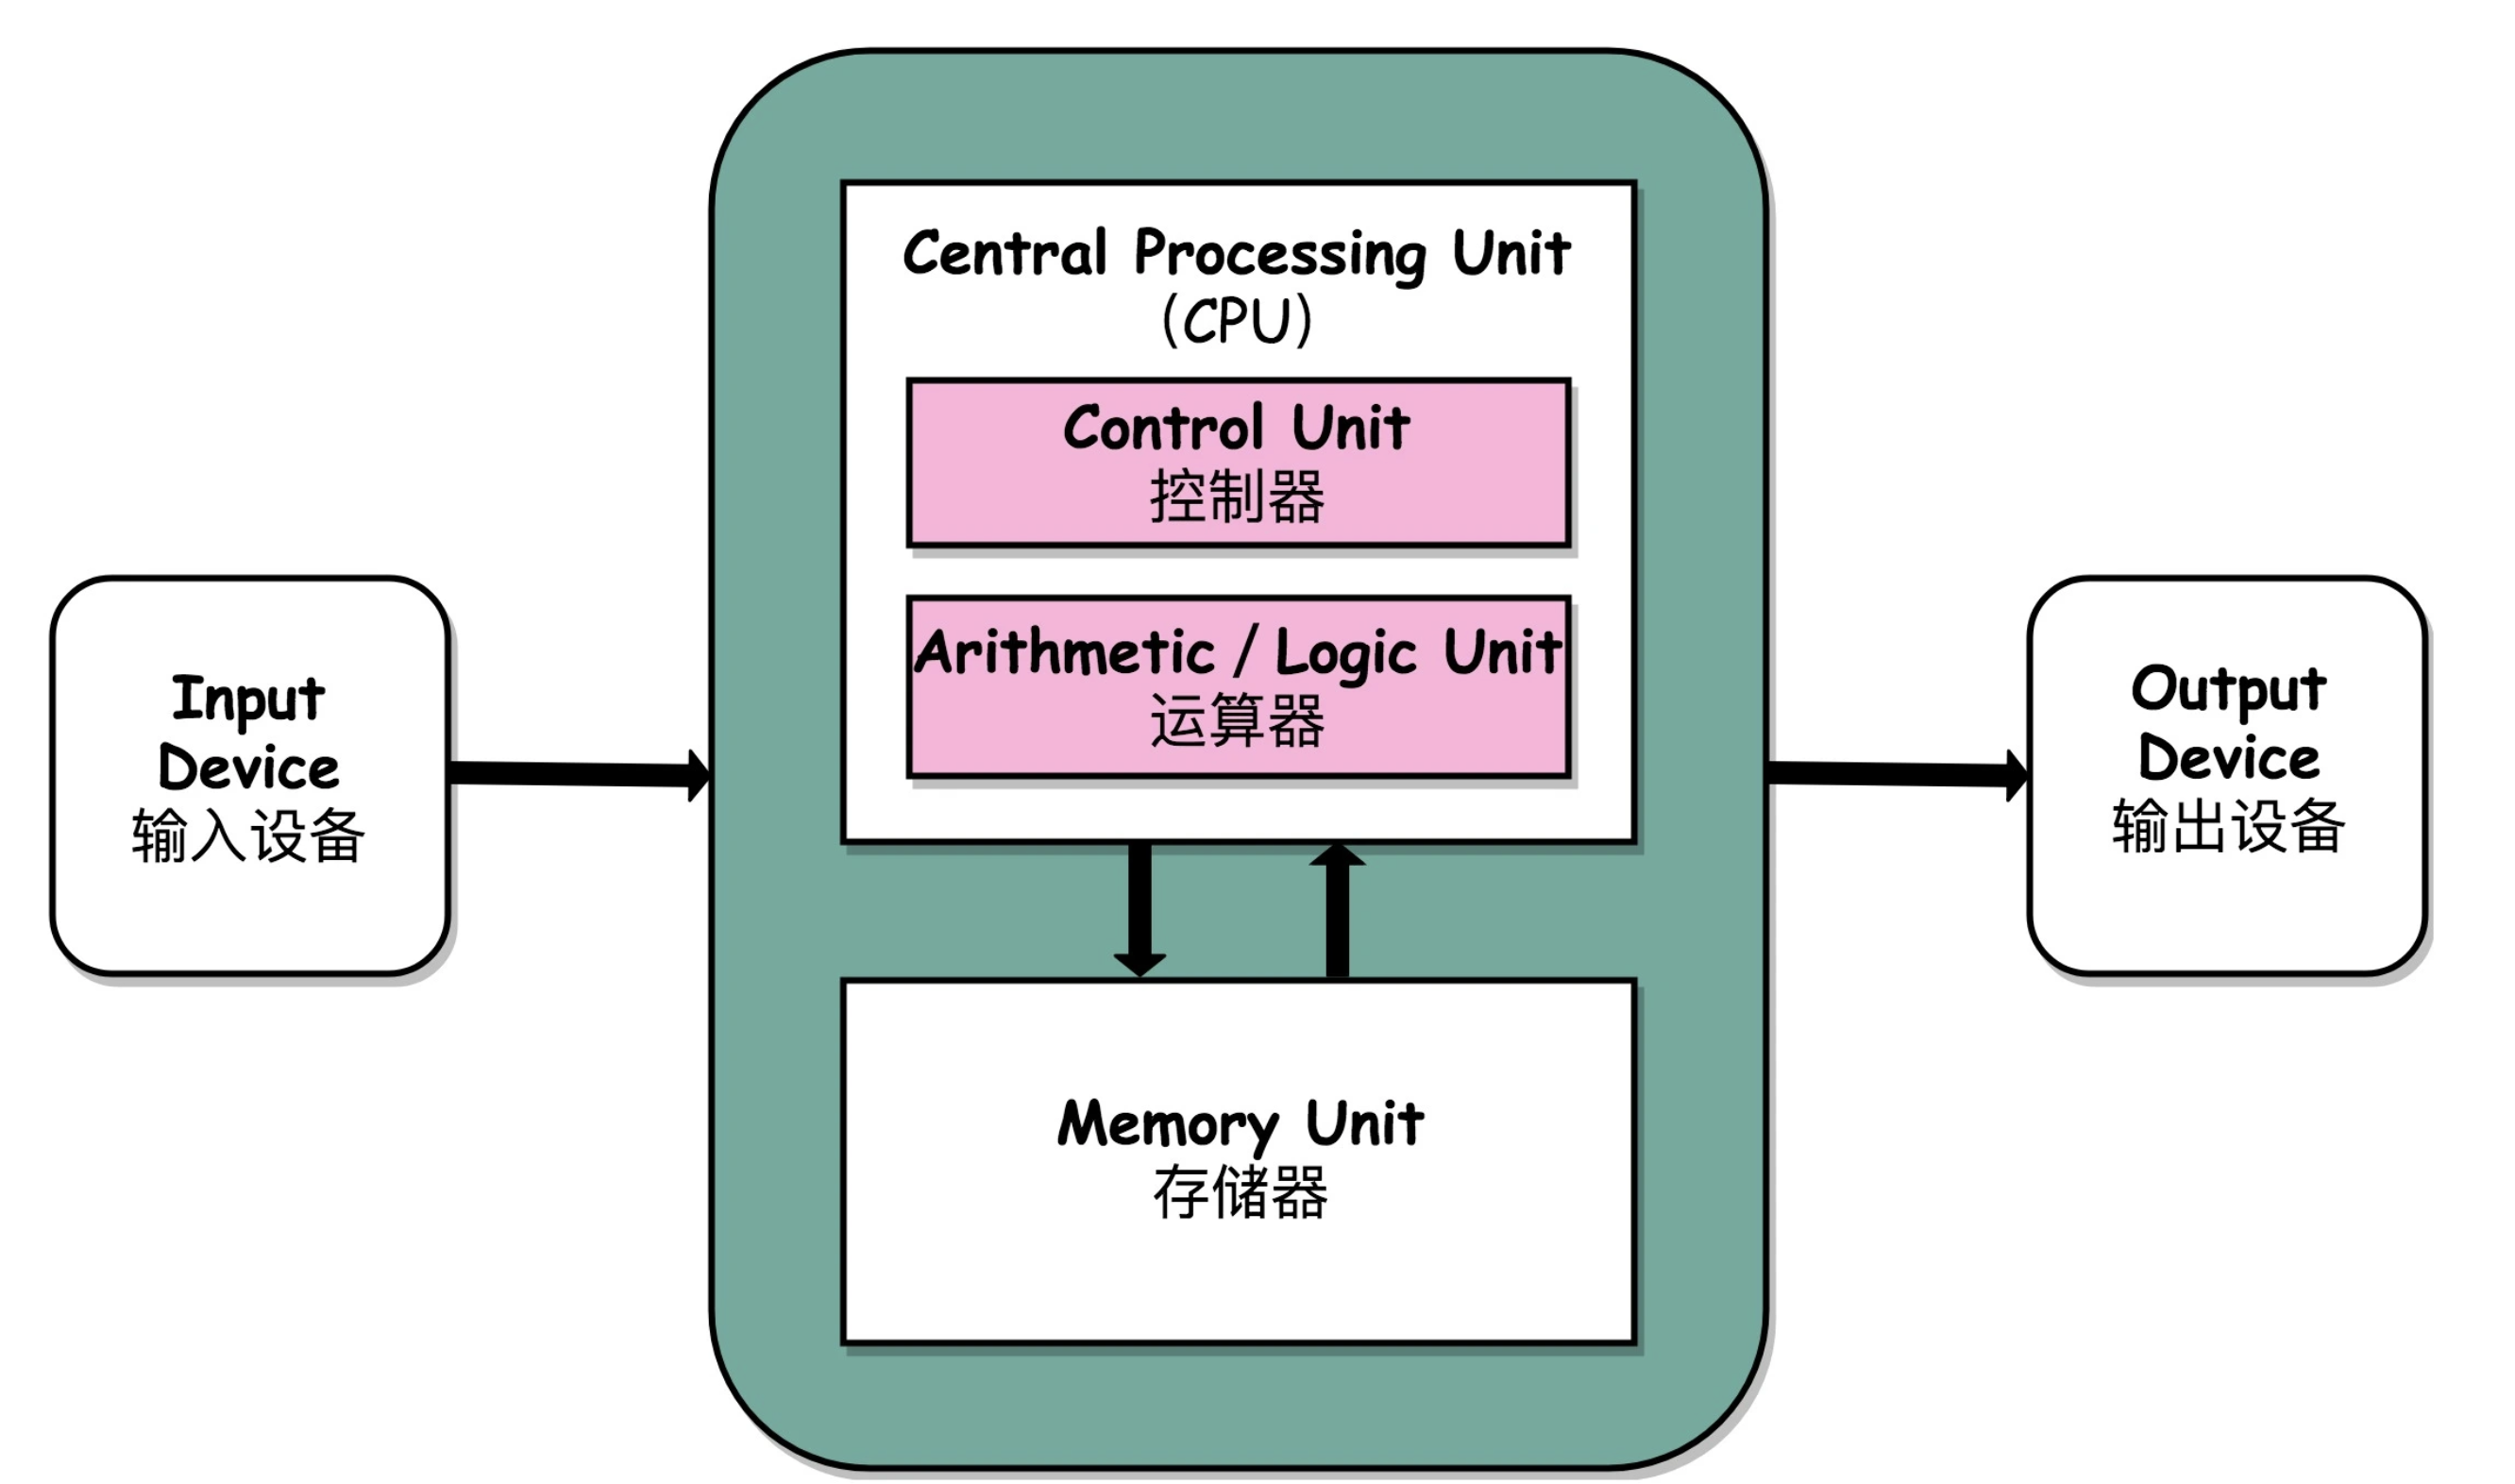 Central Processing Unit
(CPU)
Control Unit
控制器
Arithmetic / Logic Unit
运算器
Input
Device
输入设备
Output
Device
输出设备
Memory Unit
存储器